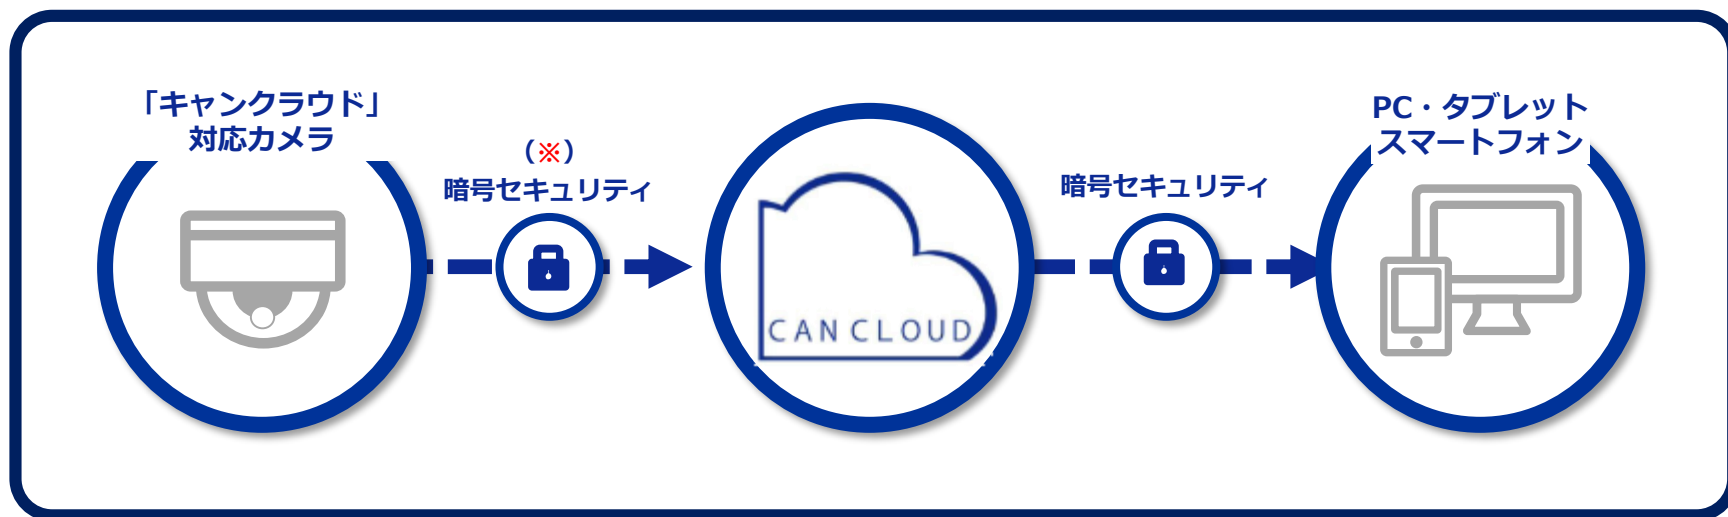 「キャンクラウド」
対応カメラ
（※）
暗号セキュリティ
CAN CLOUD
暗号セキュリティ
PC・タブレット
スマートフォン